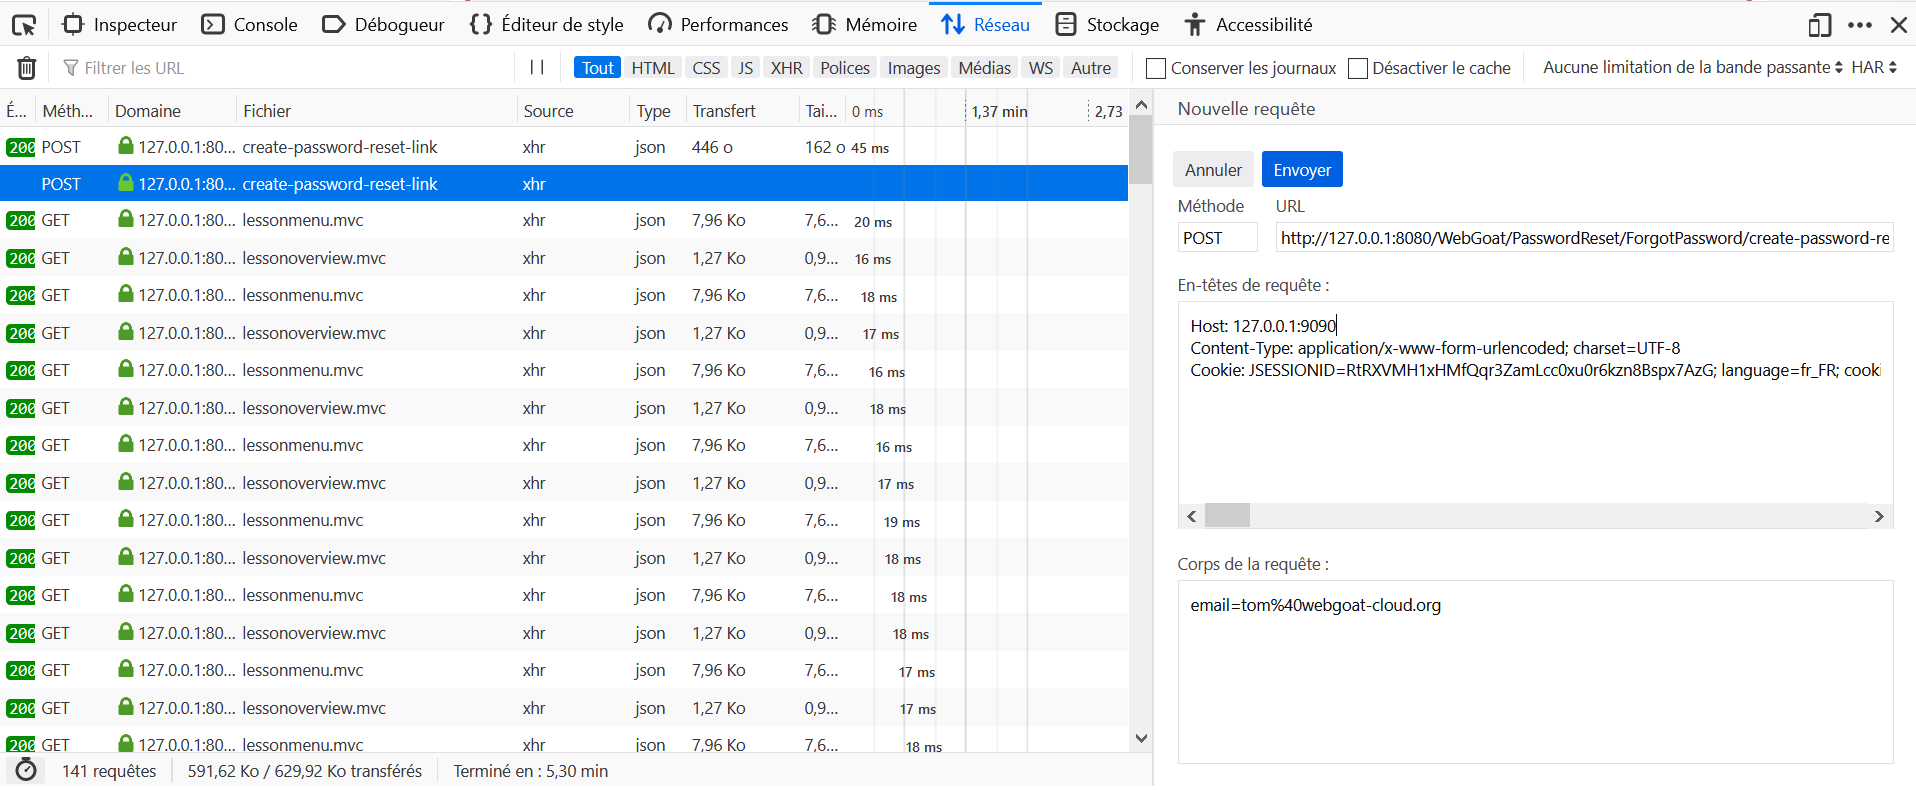 Inspecteur Console Débogueur Éditeur de style Performances Mémoire Réseau Stockage Accessibilité
Filtrer les URL Tout HTML CSS JS XHR Polices Images Médias WS Autre Conserver les journaux Désactiver le cache Aucune limitation de la bande passante HAR
É... Méth... Domaine Fichier Source Type Transfert Tai... 0 ms 1,37 min 2,73
200 POST 127.0.0.1:80... create-password-reset-link xhr json 446 o 162 o 45 ms
POST 127.0.0.1:80... create-password-reset-link xhr
200 GET 127.0.0.1:80... lessonmenu.mvc xhr json 7,96 Ko 7,6... 20 ms
200 GET 127.0.0.1:80... lessonoverview.mvc xhr json 1,27 Ko 0,9... 16 ms
200 GET 127.0.0.1:80... lessonmenu.mvc xhr json 7,96 Ko 7,6... 18 ms
200 GET 127.0.0.1:80... lessonoverview.mvc xhr json 1,27 Ko 0,9... 17 ms
200 GET 127.0.0.1:80... lessonmenu.mvc xhr json 7,96 Ko 7,6... 16 ms
200 GET 127.0.0.1:80... lessonoverview.mvc xhr json 1,27 Ko 0,9... 18 ms
200 GET 127.0.0.1:80... lessonmenu.mvc xhr json 7,96 Ko 7,6... 16 ms
200 GET 127.0.0.1:80... lessonoverview.mvc xhr json 1,27 Ko 0,9... 17 ms
200 GET 127.0.0.1:80... lessonmenu.mvc xhr json 7,96 Ko 7,6... 19 ms
200 GET 127.0.0.1:80... lessonoverview.mvc xhr json 1,27 Ko 0,9... 18 ms
200 GET 127.0.0.1:80... lessonmenu.mvc xhr json 7,96 Ko 7,6... 18 ms
200 GET 127.0.0.1:80... lessonoverview.mvc xhr json 1,27 Ko 0,9... 18 ms
200 GET 127.0.0.1:80... lessonmenu.mvc xhr json 7,96 Ko 7,6... 17 ms
200 GET 127.0.0.1:80... lessonoverview.mvc xhr json 1,27 Ko 0,9... 17 ms
200 GET 127.0.0.1:80... lessonmenu.mvc xhr json 7,96 Ko 7,6... 18 ms
141 requêtes 591,62 Ko / 629,92 Ko transférés Terminé en : 5,30 min
Nouvelle requête
Annuler Envoyer
Méthode URL
POST http://127.0.0.1:8080/WebGoat/PasswordReset/ForgotPassword/create-password-re
En-têtes de requête :
Host: 127.0.0.1:9090
Content-Type: application/x-www-form-urlencoded; charset=UTF-8
Cookie: JSESSIONID=RtRXVMH1xHMfQqr3ZamLcc0xu0r6kzn8Bspx7AzG; language=fr_FR; cooki
Corps de la requête :
email=tom%40webgoat-cloud.org